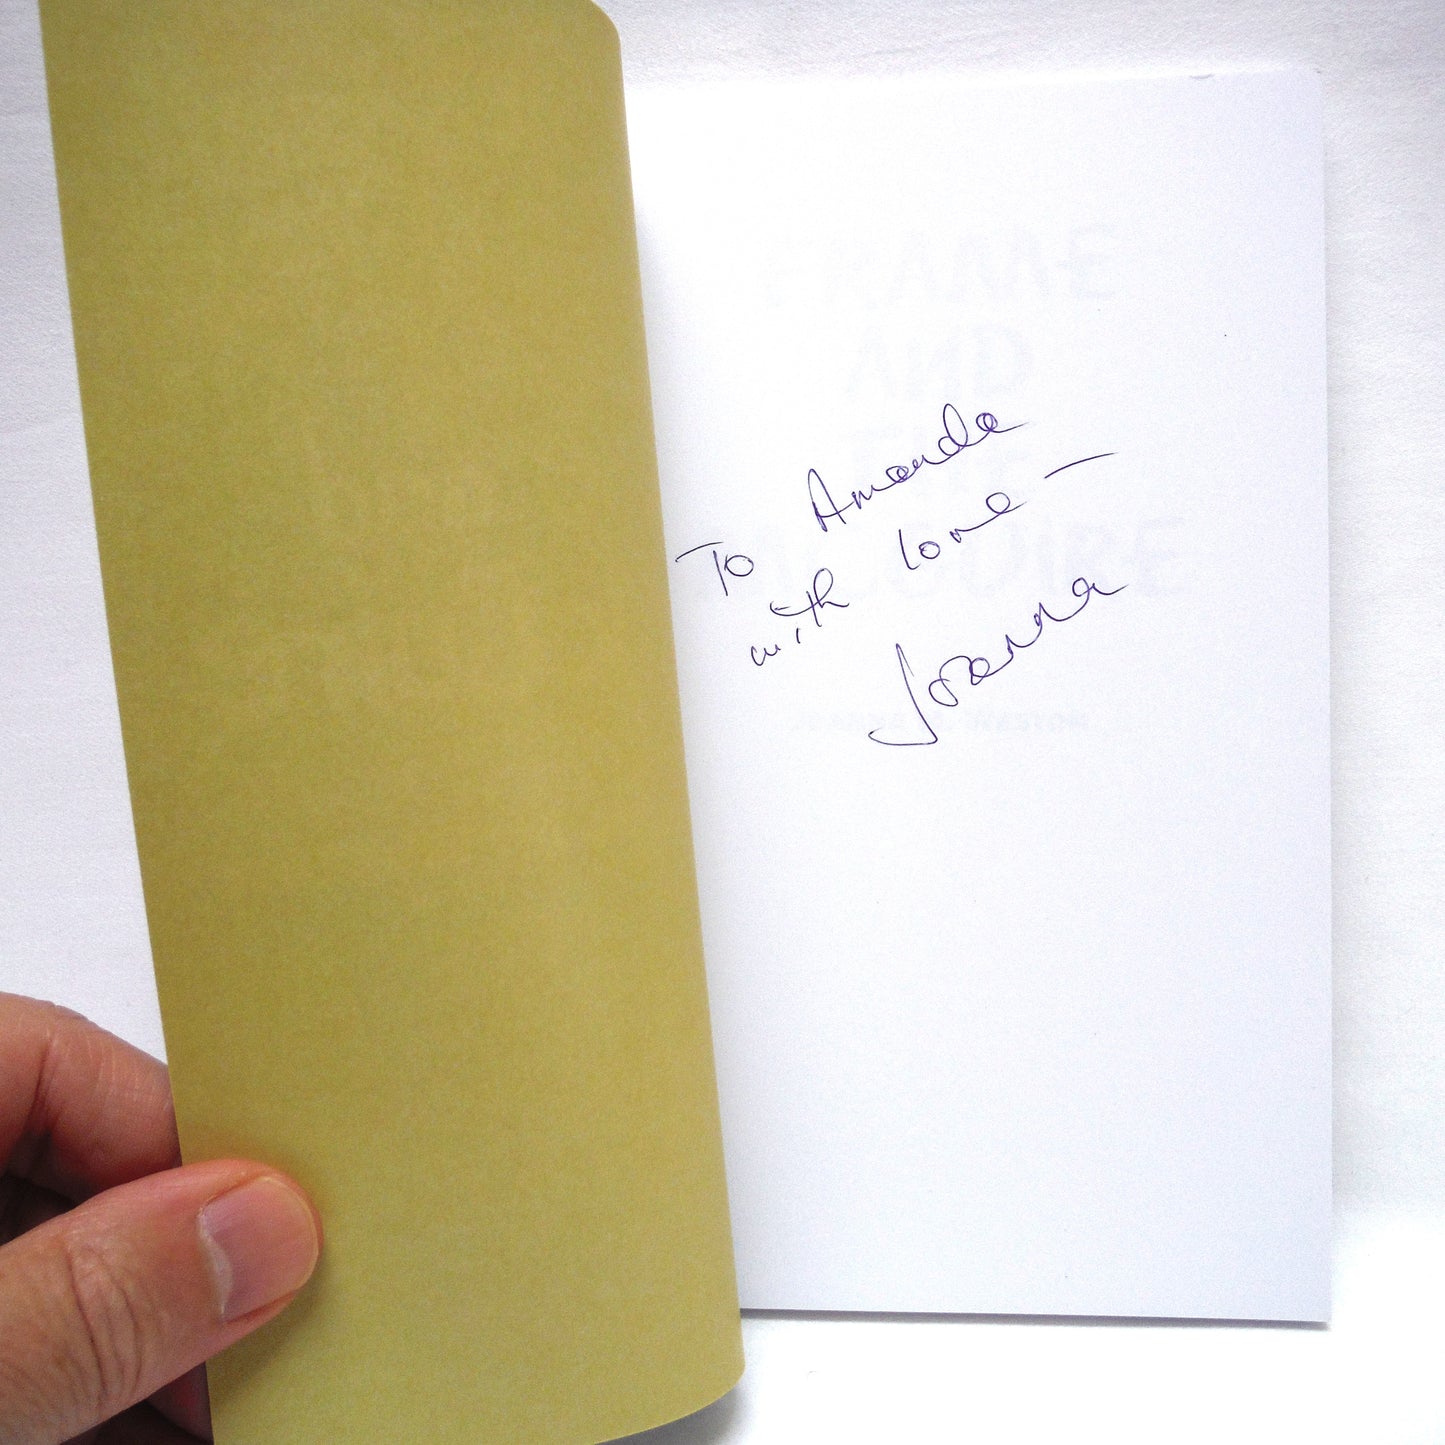 To Amanda
with love —
Joanna